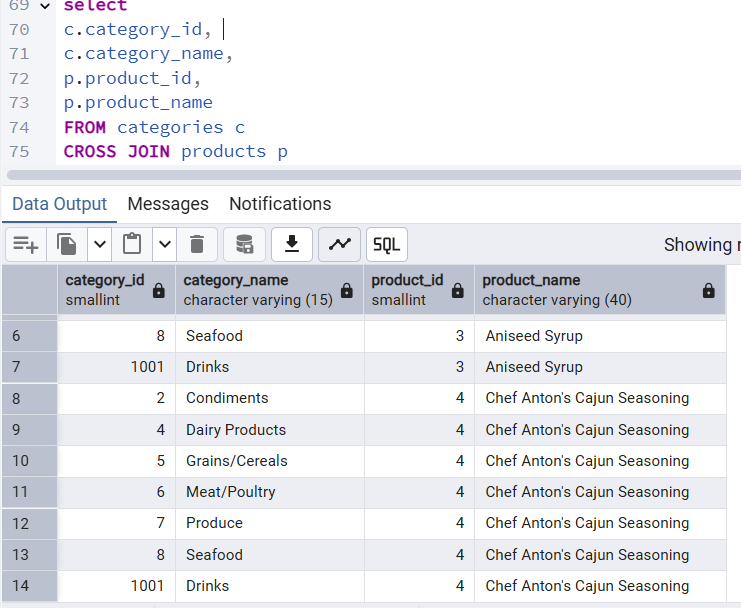 69 select
70 c.category_id,
71 c.category_name,
72 p.product_id,
73 p.product_name
74 FROM categories c
75 CROSS JOIN products p
Data Output Messages Notifications
SQL Showing r
category_id category_name product_id product_name
smallint character varying (15) smallint character varying (40)
6 8 Seafood 3 Aniseed Syrup
7 1001 Drinks 3 Aniseed Syrup
8 2 Condiments 4 Chef Anton's Cajun Seasoning
9 4 Dairy Products 4 Chef Anton's Cajun Seasoning
10 5 Grains/Cereals 4 Chef Anton's Cajun Seasoning
11 6 Meat/Poultry 4 Chef Anton's Cajun Seasoning
12 7 Produce 4 Chef Anton's Cajun Seasoning
13 8 Seafood 4 Chef Anton's Cajun Seasoning
14 1001 Drinks 4 Chef Anton's Cajun Seasoning